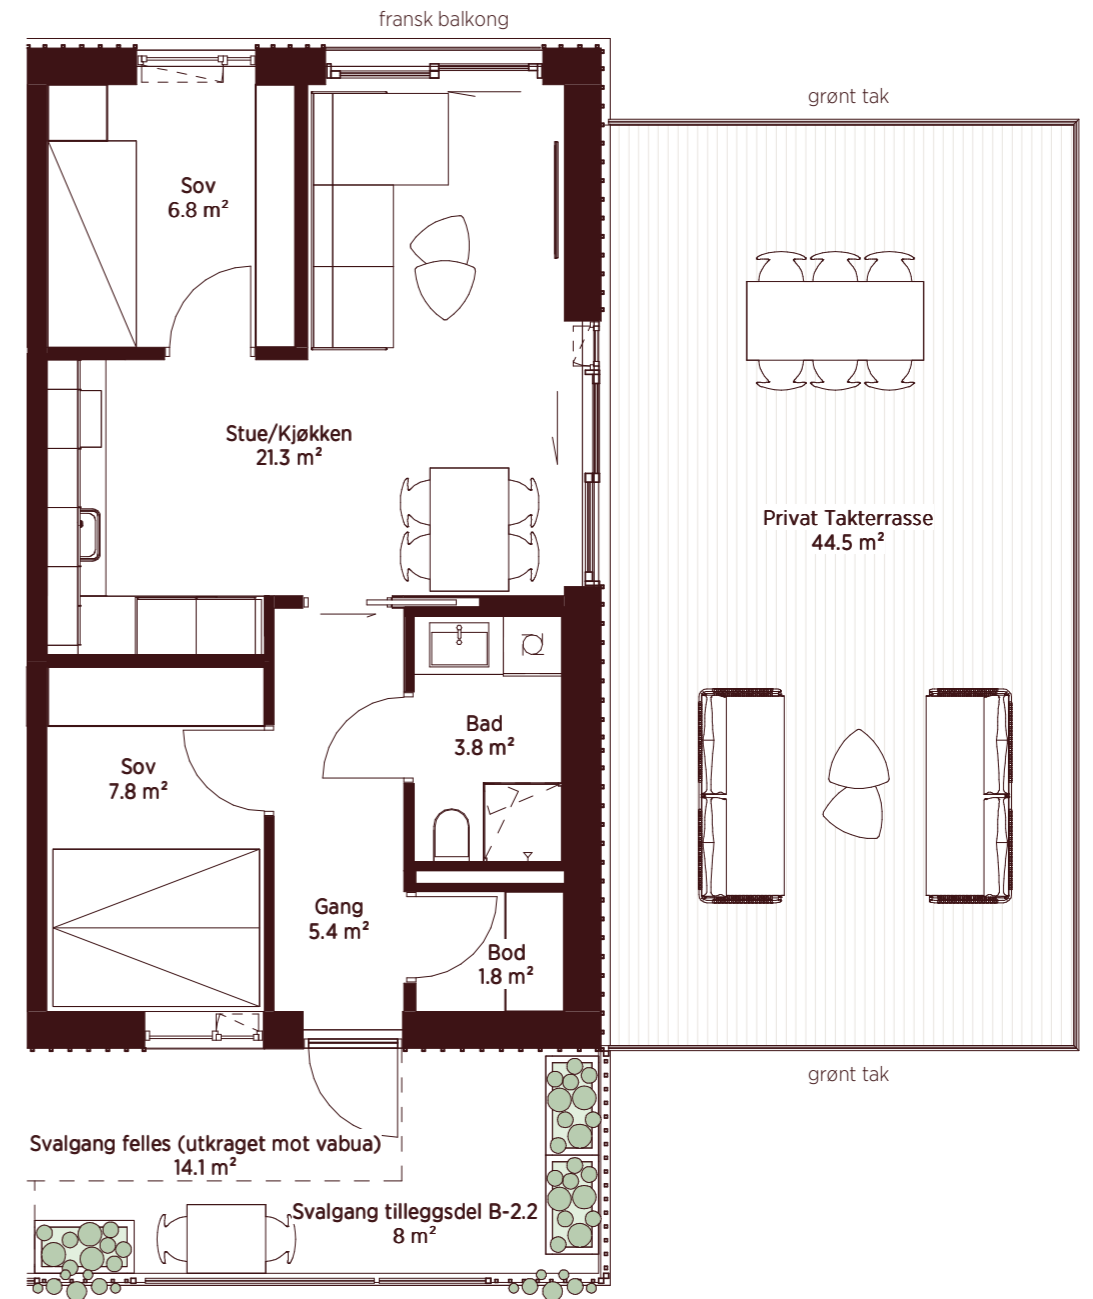 fransk balkong
grønt tak
Sov
6.8 m²
Stue/Kjøkken
21.3 m²
Privat Takterrasse
44.5 m²
Bad
3.8 m²
Sov
7.8 m²
Gang
5.4 m²
Bod
1.8 m²
grønt tak
Svalgang felles (utkraget mot vabua)
14.1 m²
Svalgang tilleggsdel B-2.2
8 m²